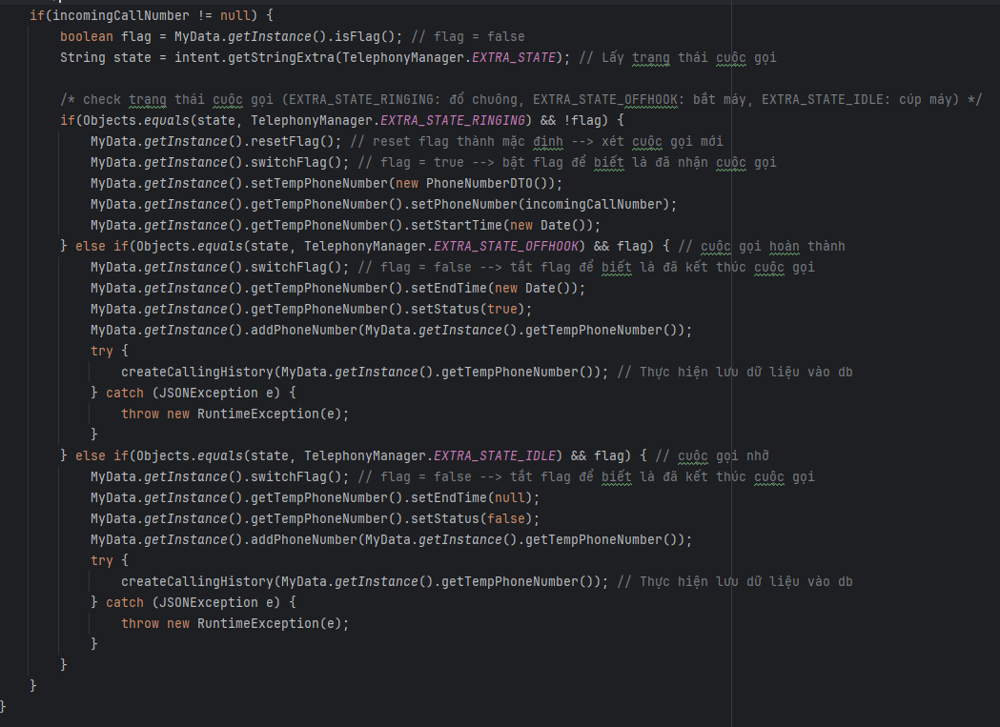 if(incomingCallNumber != null) {
boolean flag = MyData.getInstance().isFlag(); // flag = false
String state = intent.getStringExtra(TelephonyManager.EXTRA_STATE); // Lấy trạng thái cuộc gọi
/* check trạng thái cuộc gọi (EXTRA_STATE_RINGING: đổ chuông, EXTRA_STATE_OFFHOOK: bắt máy, EXTRA_STATE_IDLE: cúp máy) */
if(Objects.equals(state, TelephonyManager.EXTRA_STATE_RINGING) && !flag) {
MyData.getInstance().resetFlag(); // reset flag thành mặc định --> xét cuộc gọi mới
MyData.getInstance().switchFlag(); // flag = true --> bật flag để biết là đã nhận cuộc gọi
MyData.getInstance().setTempPhoneNumber(new PhoneNumberDTO());
MyData.getInstance().getTempPhoneNumber().setPhoneNumber(incomingCallNumber);
MyData.getInstance().getTempPhoneNumber().setStartTime(new Date());
} else if(Objects.equals(state, TelephonyManager.EXTRA_STATE_OFFHOOK) && flag) { // cuộc gọi hoàn thành
MyData.getInstance().switchFlag(); // flag = false --> tắt flag để biết là đã kết thúc cuộc gọi
MyData.getInstance().getTempPhoneNumber().setEndTime(new Date());
MyData.getInstance().getTempPhoneNumber().setStatus(true);
MyData.getInstance().addPhoneNumber(MyData.getInstance().getTempPhoneNumber());
try {
createCallingHistory(MyData.getInstance().getTempPhoneNumber()); // Thực hiện lưu dữ liệu vào db
} catch (JSONException e) {
throw new RuntimeException(e);
}
} else if(Objects.equals(state, TelephonyManager.EXTRA_STATE_IDLE) && flag) { // cuộc gọi nhỡ
MyData.getInstance().switchFlag(); // flag = false --> tắt flag để biết là đã kết thúc cuộc gọi
MyData.getInstance().getTempPhoneNumber().setEndTime(null);
MyData.getInstance().getTempPhoneNumber().setStatus(false);
MyData.getInstance().addPhoneNumber(MyData.getInstance().getTempPhoneNumber());
try {
createCallingHistory(MyData.getInstance().getTempPhoneNumber()); // Thực hiện lưu dữ liệu vào db
} catch (JSONException e) {
throw new RuntimeException(e);
}
}
}
}